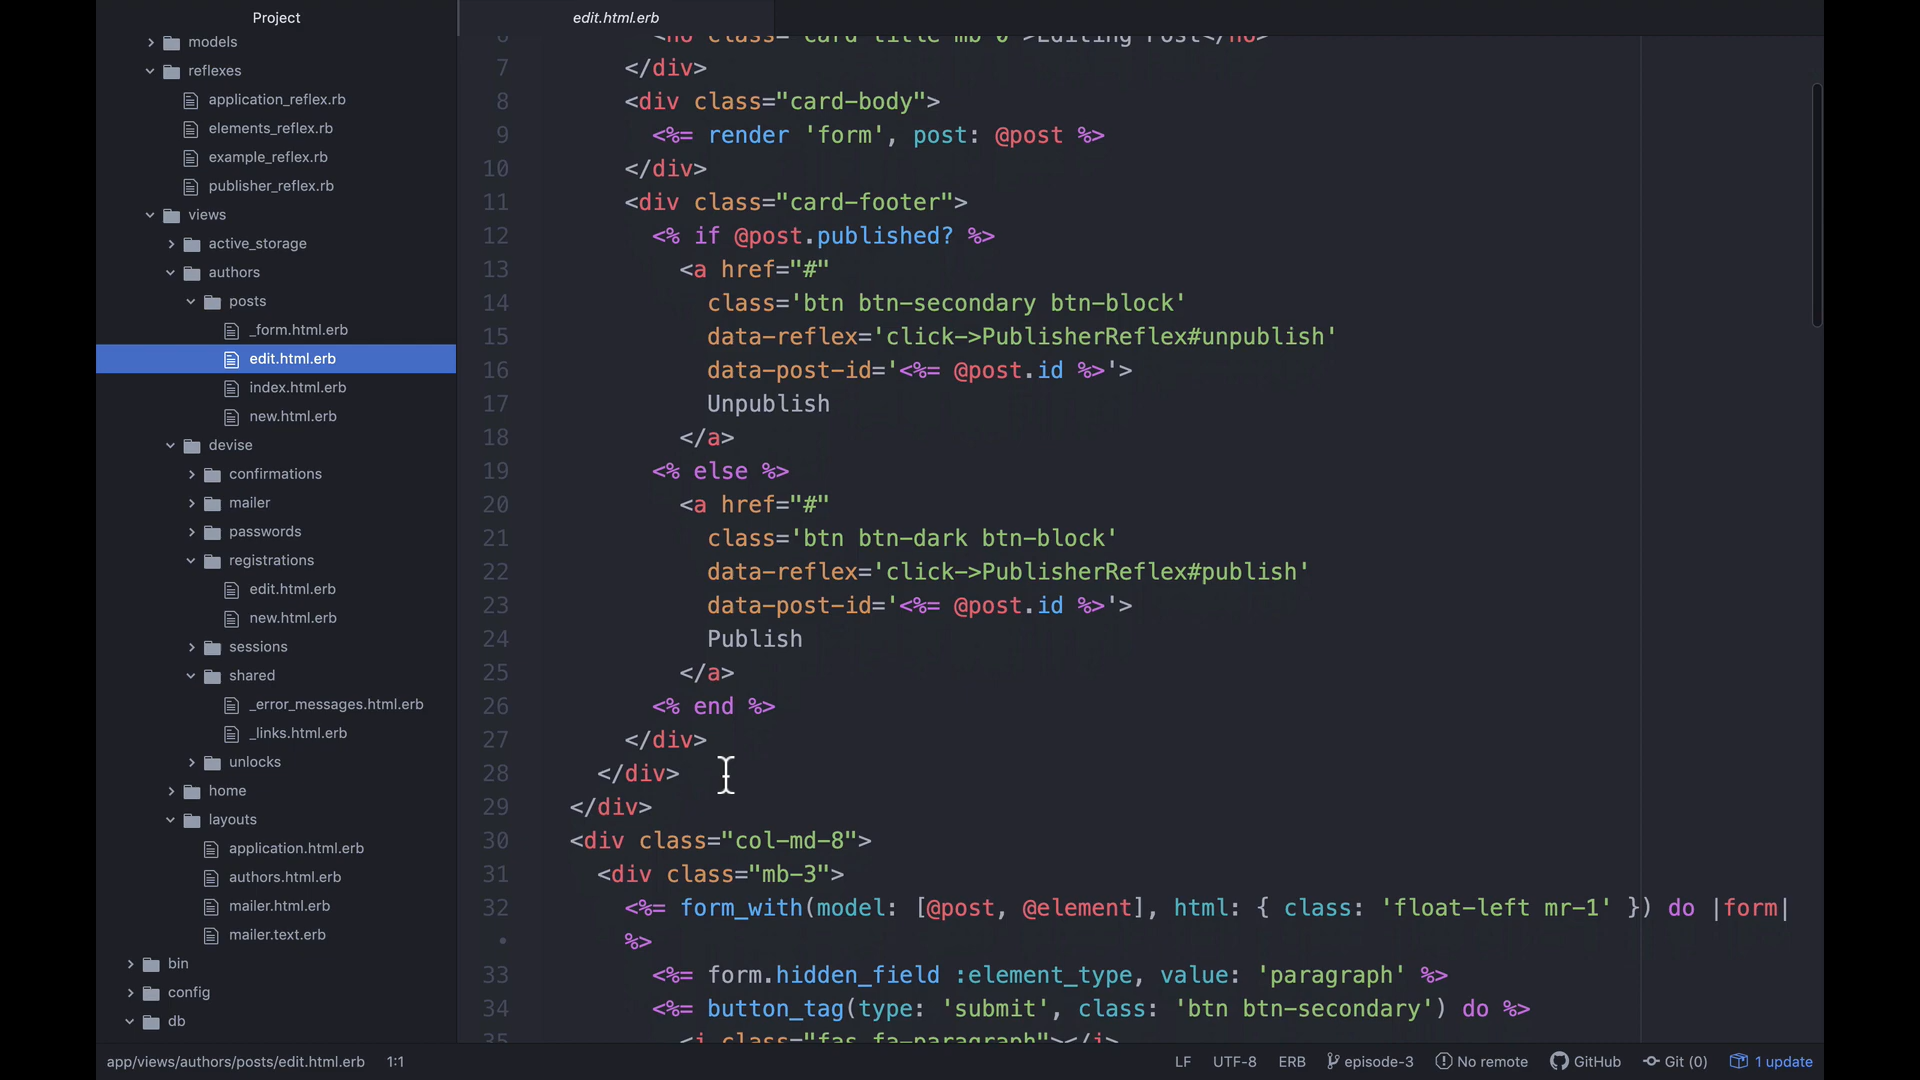 Project
models
reflexes
application_reflex.rb
elements_reflex.rb
example_reflex.rb
publisher_reflex.rb
views
active_storage
authors
posts
_form.html.erb
edit.html.erb
index.html.erb
new.html.erb
devise
confirmations
mailer
passwords
registrations
edit.html.erb
new.html.erb
sessions
shared
_error_messages.html.erb
_links.html.erb
unlocks
home
layouts
application.html.erb
authors.html.erb
mailer.html.erb
mailer.text.erb
bin
config
db
edit.html.erb
7 </div>
8 <div class="card-body">
9 <%= render 'form', post: @post %>
10 </div>
11 <div class="card-footer">
12 <% if @post.published? %>
13 <a href="#"
14 class='btn btn-secondary btn-block'
15 data-reflex='click->PublisherReflex#unpublish'
16 data-post-id='<%= @post.id %>'>
17 Unpublish
18 </a>
19 <% else %>
20 <a href="#"
21 class='btn btn-dark btn-block'
22 data-reflex='click->PublisherReflex#publish'
23 data-post-id='<%= @post.id %>'>
24 Publish
25 </a>
26 <% end %>
27 </div>
28 </div>
29 </div>
30 <div class="col-md-8">
31 <div class="mb-3">
32 <%= form_with(model: [@post, @element], html: { class: 'float-left mr-1' }) do |form|
• %>
33 <%= form.hidden_field :element_type, value: 'paragraph' %>
34 <%= button_tag(type: 'submit', class: 'btn btn-secondary') do %>
35 <i class="fas fa-paragraph"></i>
app/views/authors/posts/edit.html.erb 1:1 LF UTF-8 ERB episode-3 No remote GitHub Git (0) 1 update